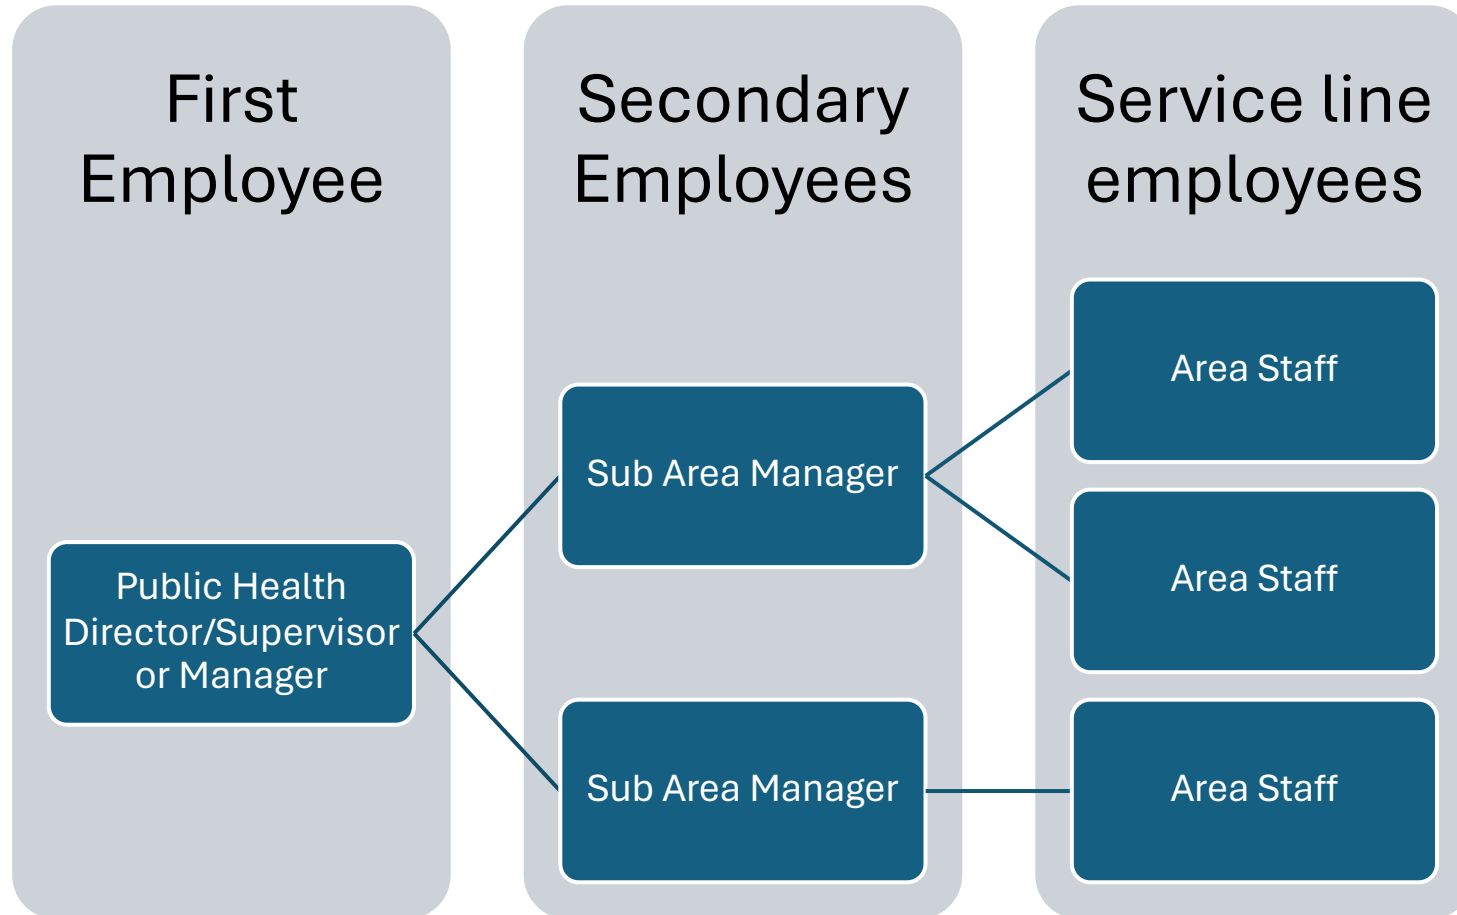 First
Employee
Secondary
Employees
Service line
employees
Public Health
Director/Supervisor
or Manager
Sub Area Manager
Sub Area Manager
Area Staff
Area Staff
Area Staff